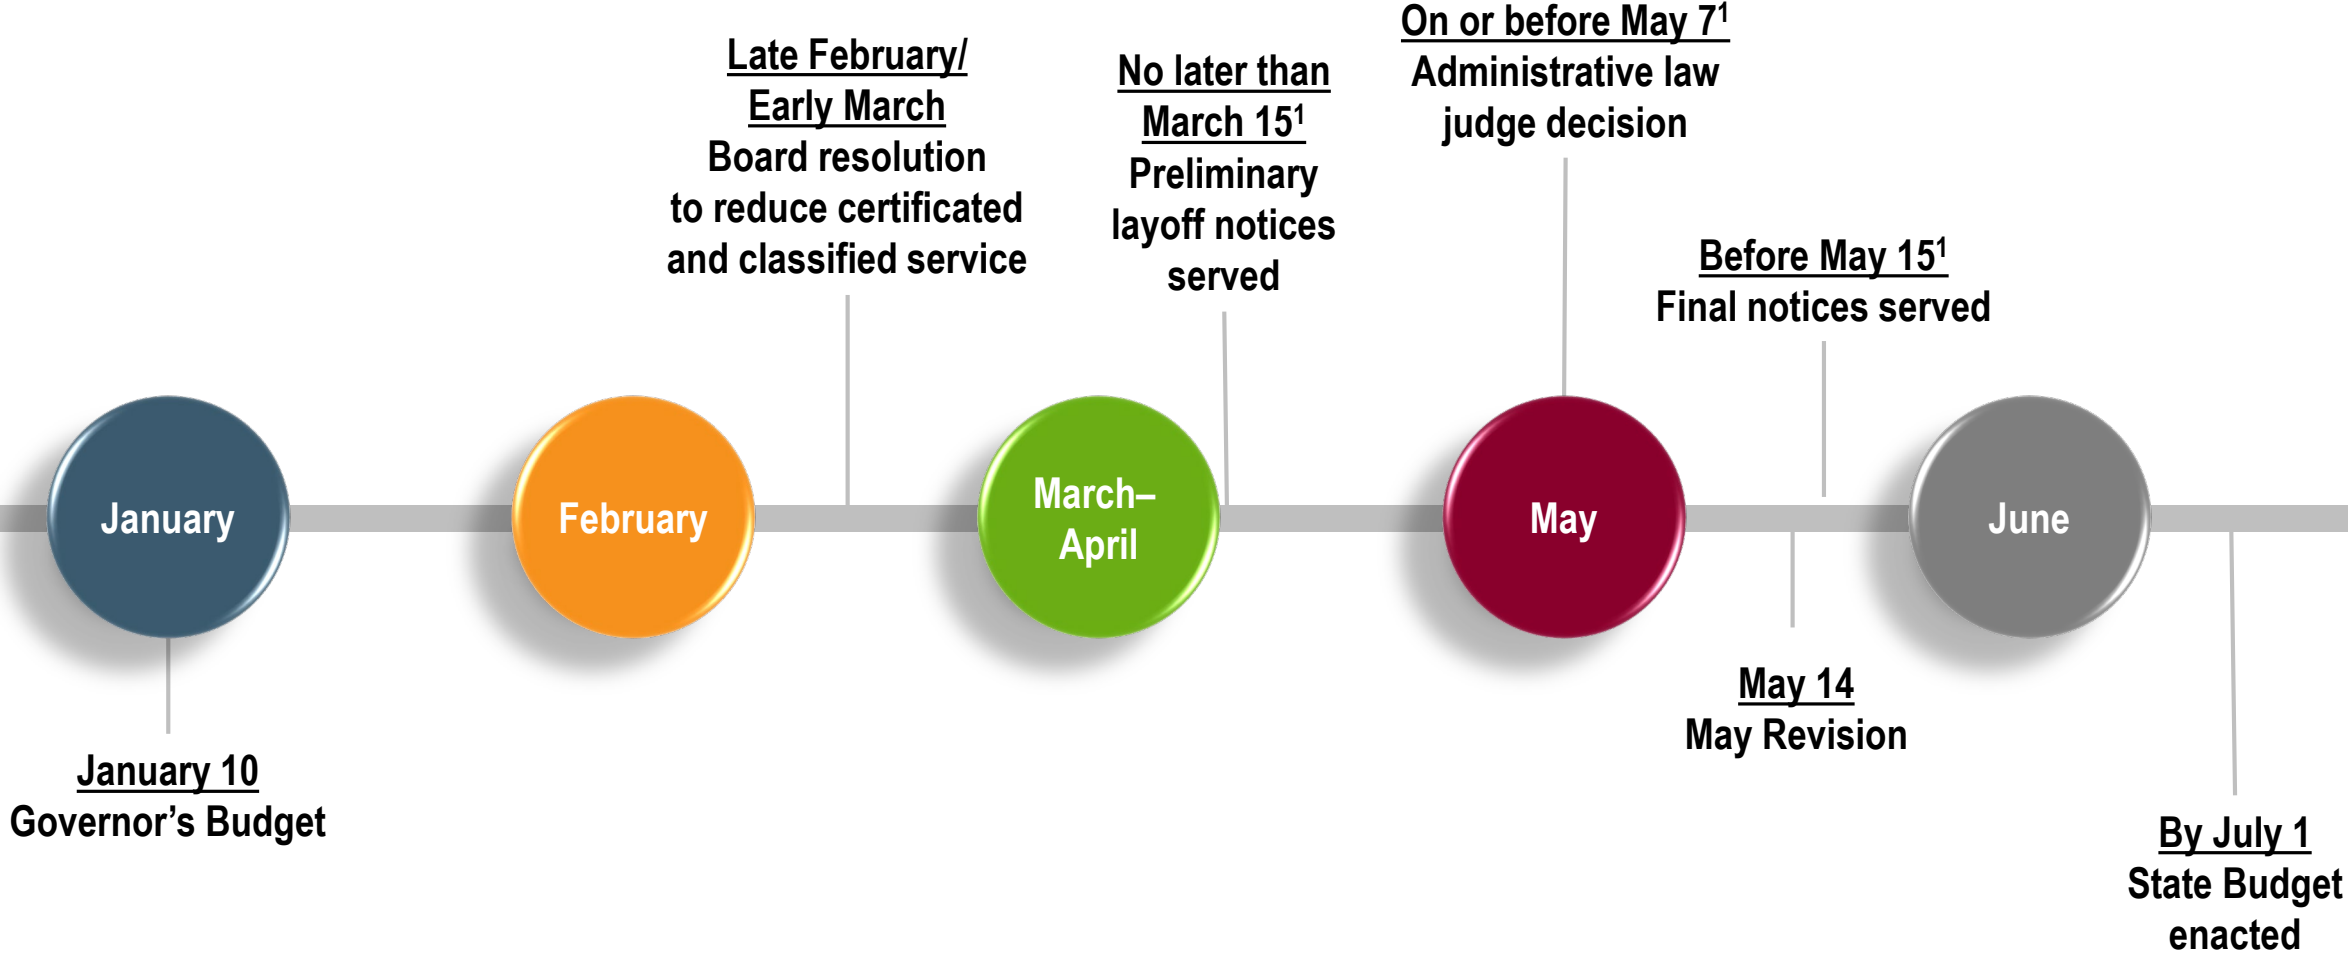 Late February/
Early March
Board resolution
to reduce certificated
and classified service
No later than
March 15¹
Preliminary
layoff notices
served
On or before May 7¹
Administrative law
judge decision
Before May 15¹
Final notices served
January
February
March–
April
May
June
January 10
Governor’s Budget
May 14
May Revision
By July 1
State Budget
enacted